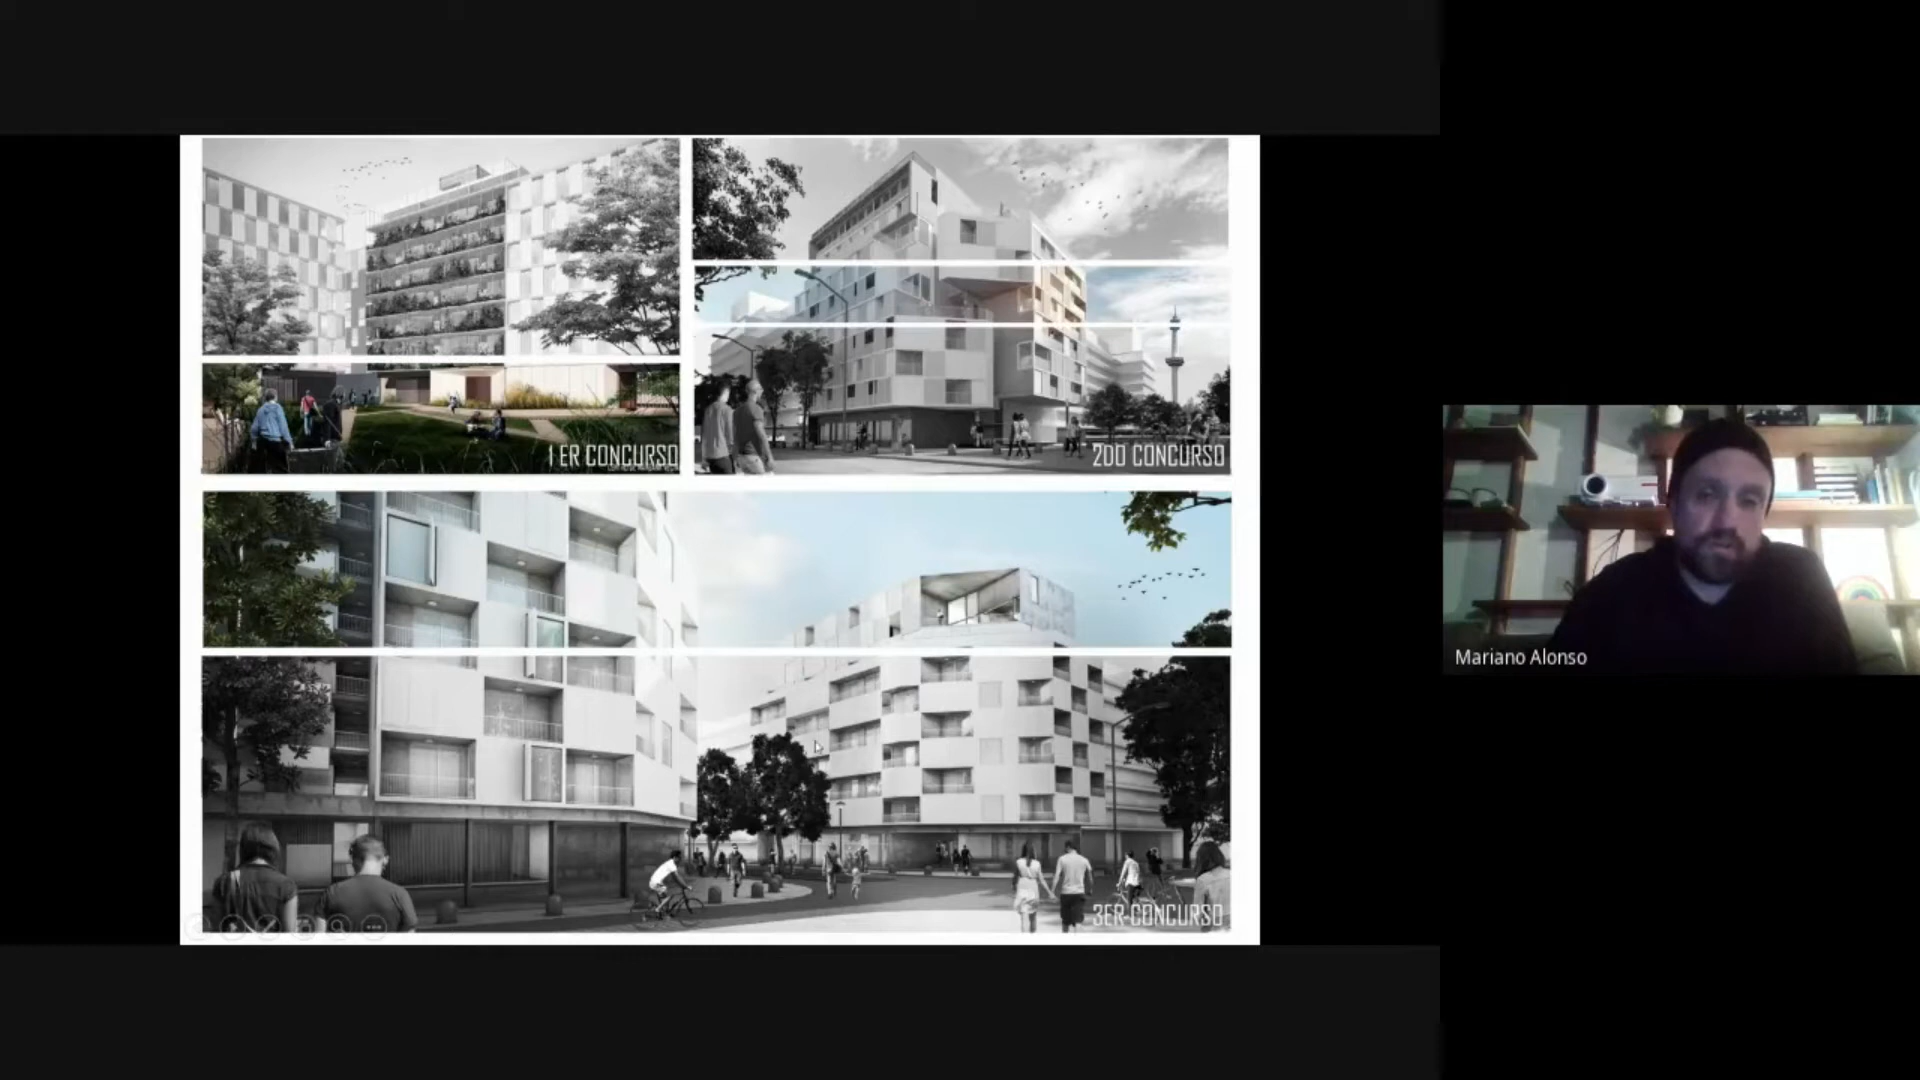 1 ER CONCURSO
2DO CONCURSO
3ER CONCURSO
Mariano Alonso